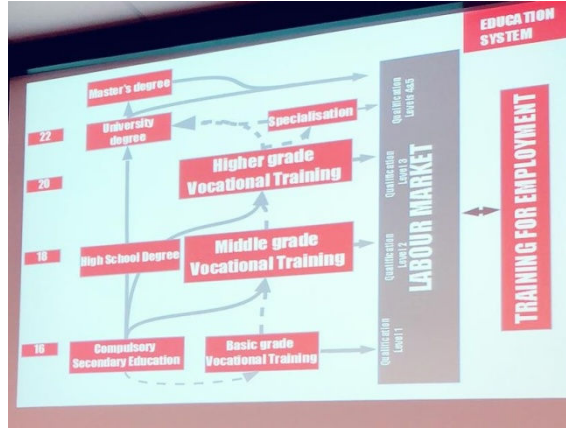 EDUCATION
SYSTEM
Master's degree
22
University
degree
Specialisation
Qualification
Levels 4&5
20
Higher grade
Vocational Training
Qualification
Level 3
18
High School Degree
Middle grade
Vocational Training
Qualification
Level 2
LABOUR MARKET
TRAINING FOR EMPLOYMENT
16
Compulsory
Secondary Education
Basic grade
Vocational Training
Qualification
Level 1